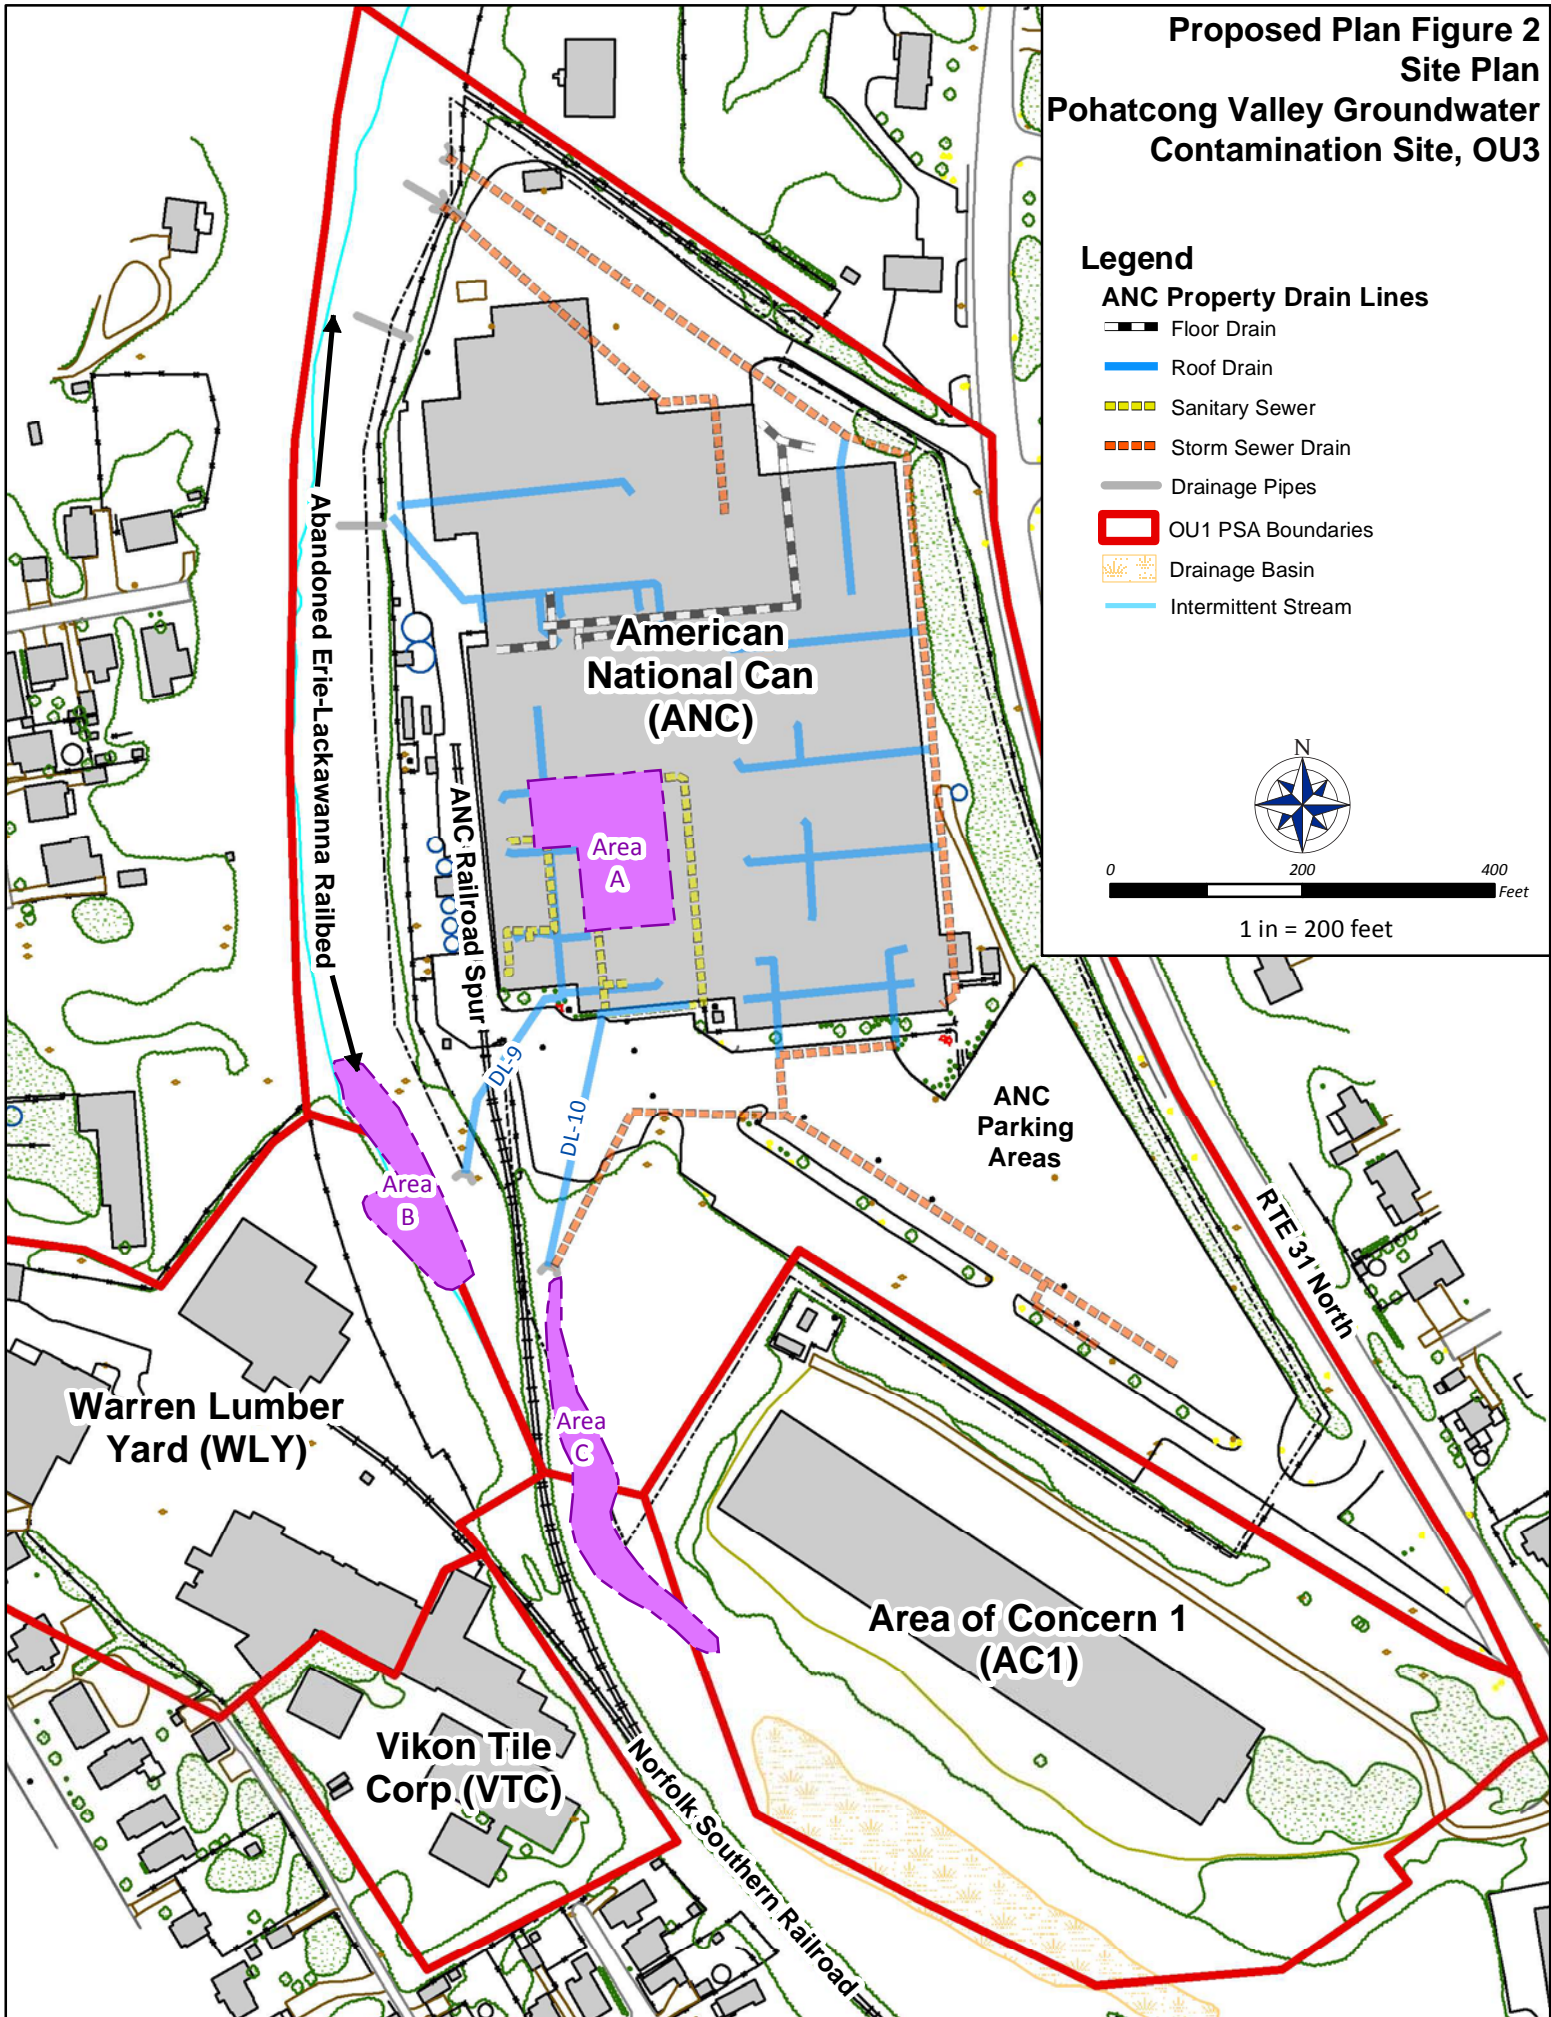 Proposed Plan Figure 2
Site Plan
Pohatcong Valley Groundwater
Contamination Site, OU3
Legend
ANC Property Drain Lines
Floor Drain
Roof Drain
Sanitary Sewer
Storm Sewer Drain
Drainage Pipes
OU1 PSA Boundaries
Drainage Basin
Intermittent Stream
N
0 200 400
Feet
1 in = 200 feet
Abandoned Erie-Lackawanna Railbed
American
National Can
(ANC)
ANC Railroad Spur
Area
A
DL-9
DL-10
ANC
Parking
Areas
Area
B
RTE 31 North
Area
C
Warren Lumber
Yard (WLY)
Area of Concern 1
(AC1)
Vikon Tile
Corp (VTC)
Norfolk Southern Railroad